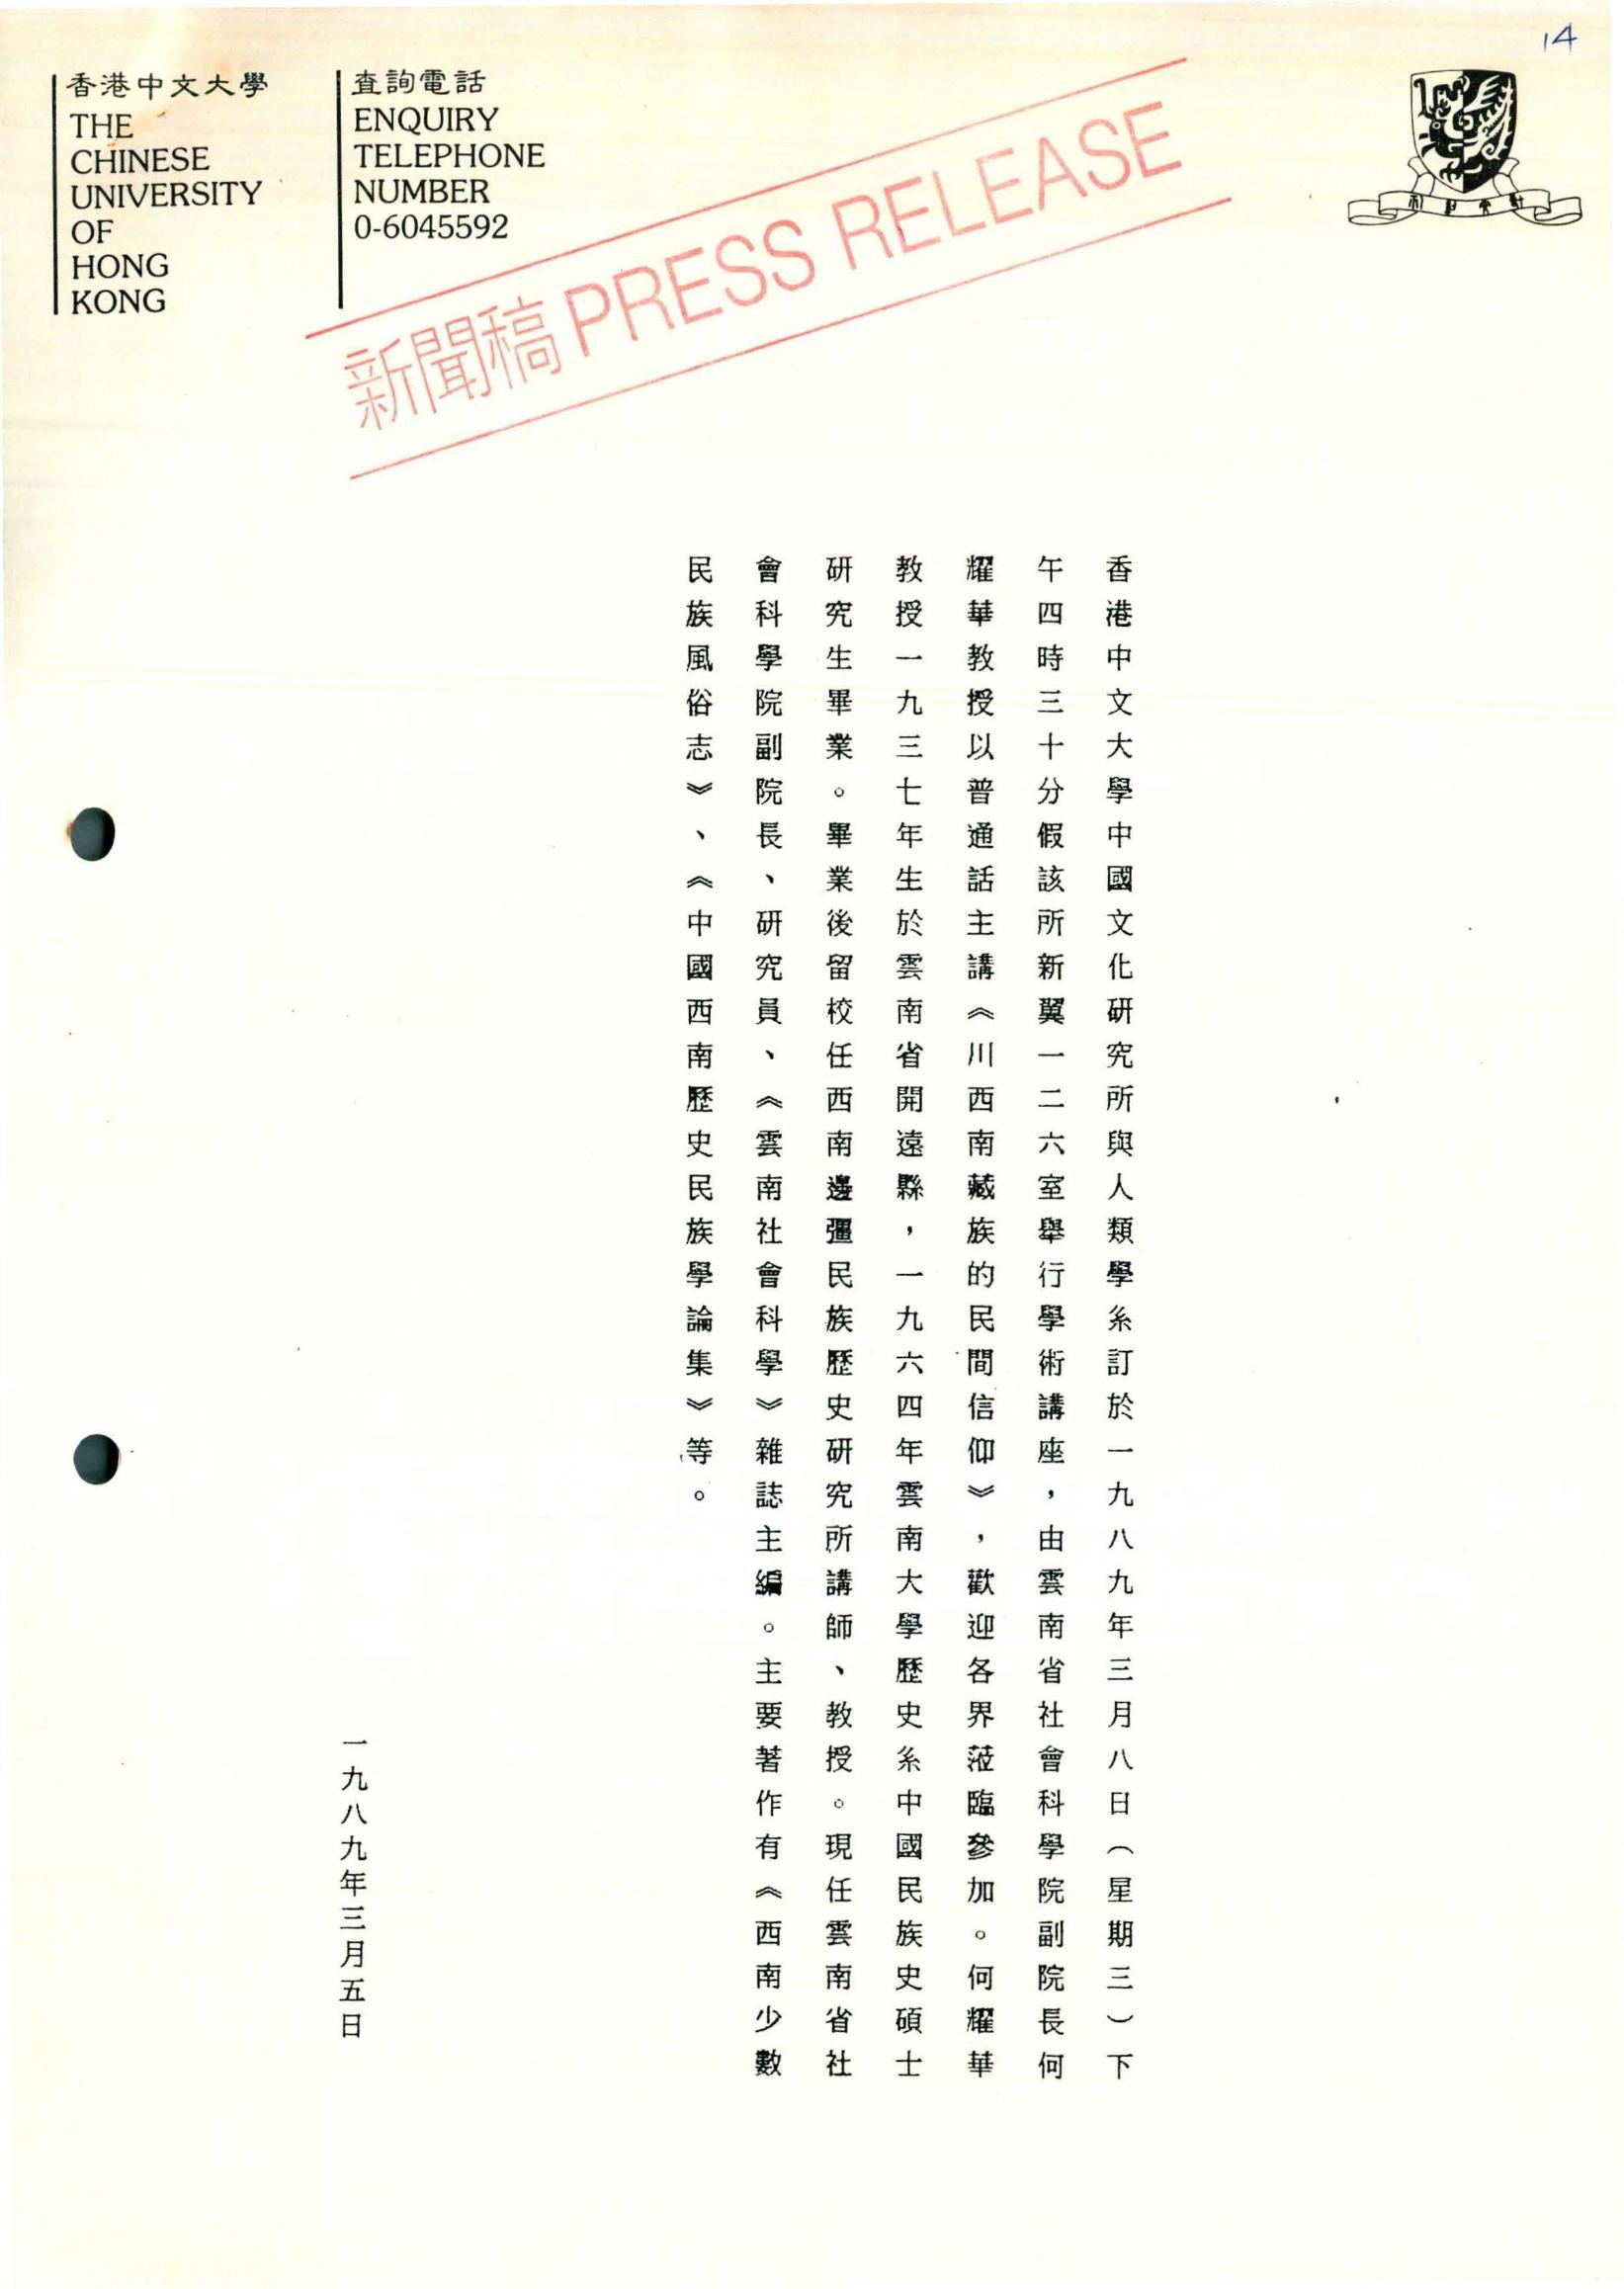 14
香港中文大學
THE
CHINESE
UNIVERSITY
OF
HONG
KONG
查詢電話
ENQUIRY
TELEPHONE
NUMBER
0-6045592
新聞稿 PRESS RELEASE
香港中文大學中國文化研究所與人類學系訂於一九八九年三月八日（星期三）下
午四時三十分假該所新翼一二六室舉行學術講座，由雲南省社會科學院副院長何
耀華教授以普通話主講《川西南藏族的民間信仰》，歡迎各界蒞臨參加。何耀華
教授一九三七年生於雲南省開遠縣，一九六四年雲南大學歷史系中國民族史碩士
研究生畢業。畢業後留校任西南邊彊民族歷史研究所講師、教授。現任雲南省社
會科學院副院長、研究員、《雲南社會科學》雜誌主編。主要著作有《西南少數
民族風俗志》、《中國西南歷史民族學論集》等。
一九八九年三月五日